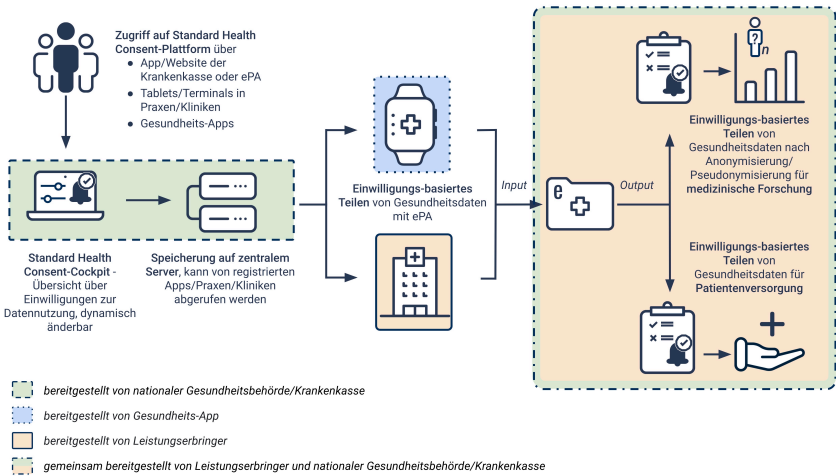 Zugriff auf Standard Health
Consent-Plattform über
● App/Website der
Krankenkasse oder ePA
● Tablets/Terminals in
Praxen/Kliniken
● Gesundheits-Apps
Standard Health
Consent-Cockpit -
Übersicht über
Einwilligungen zur
Datennutzung, dynamisch
änderbar
Speicherung auf zentralem
Server, kann von registrierten
Apps/Praxen/Kliniken
abgerufen werden
Einwilligungs-basiertes
Teilen von Gesundheitsdaten
mit ePA
Input
e
Output
?
n
Einwilligungs-basiertes
Teilen von
Gesundheitsdaten nach
Anonymisierung/
Pseudonymisierung für
medizinische Forschung
Einwilligungs-basiertes
Teilen von
Gesundheitsdaten für
Patientenversorgung
bereitgestellt von nationaler Gesundheitsbehörde/Krankenkasse
bereitgestellt von Gesundheits-App
bereitgestellt von Leistungserbringer
gemeinsam bereitgestellt von Leistungserbringer und nationaler Gesundheitsbehörde/Krankenkasse